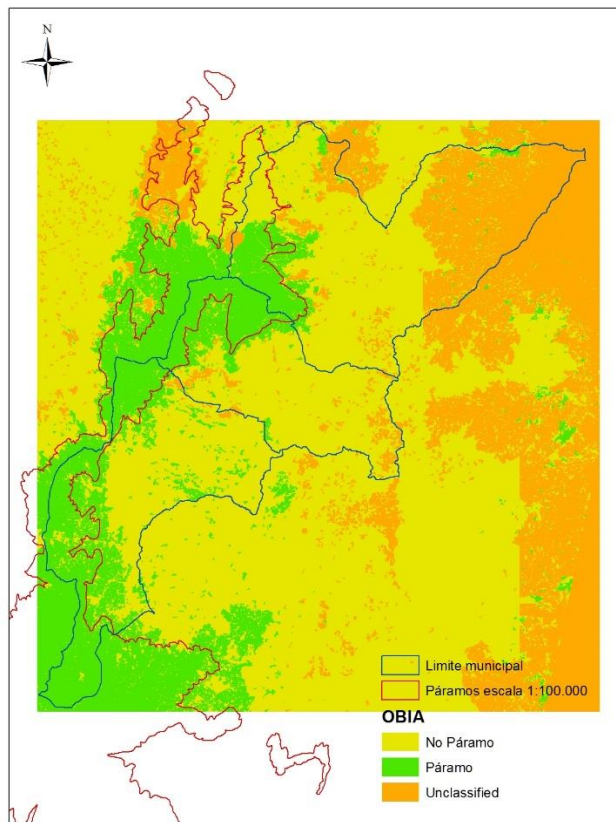 N
Limite municipal
Páramos escala 1:100.000
OBIA
No Páramo
Páramo
Unclassified